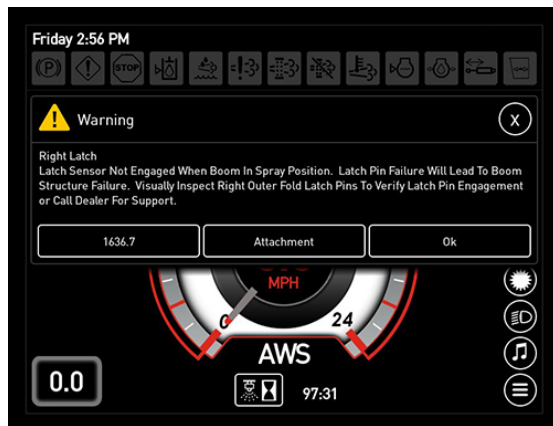 Friday 2:56 PM
(P)
STOP
Warning
X
Right Latch
Latch Sensor Not Engaged When Boom In Spray Position. Latch Pin Failure Will Lead To Boom
Structure Failure. Visually Inspect Right Outer Fold Latch Pins To Verify Latch Pin Engagement
or Call Dealer For Support.
1636.7
Attachment
Ok
MPH
0
24
AWS
0.0
97:31